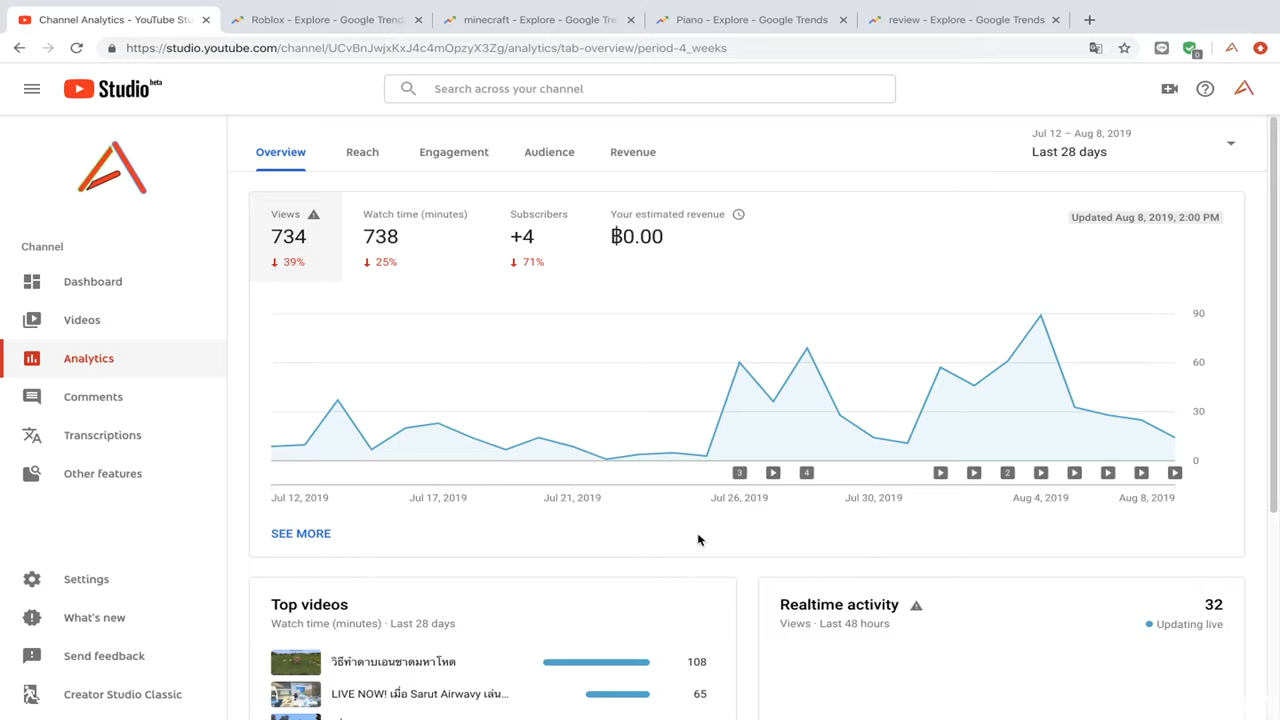 Channel Analytics - YouTube Stu
Roblox - Explore - Google Trend
minecraft - Explore - Google Tre
Piano - Explore - Google Trends
review - Explore - Google Trends
https://studio.youtube.com/channel/UCvBnJwjxKxJ4c4mOpzyX3Zg/analytics/tab-overview/period-4_weeks
Studio beta
Search across your channel
Overview
Reach
Engagement
Audience
Revenue
Jul 12 – Aug 8, 2019
Last 28 days
Views
734
39%
Watch time (minutes)
738
25%
Subscribers
+4
71%
Your estimated revenue
฿0.00
Updated Aug 8, 2019, 2:00 PM
Channel
Dashboard
Videos
Analytics
Comments
Transcriptions
Other features
Settings
What's new
Send feedback
Creator Studio Classic
90
60
30
0
3
4
2
Jul 12, 2019
Jul 17, 2019
Jul 21, 2019
Jul 26, 2019
Jul 30, 2019
Aug 4, 2019
Aug 8, 2019
SEE MORE
Top videos
Watch time (minutes) · Last 28 days
วิธีทำดาบเอนชาดมหาโหด
108
LIVE NOW! เมื่อ Sarut Airwavy เล่น...
65
Realtime activity
32
Views · Last 48 hours
Updating live